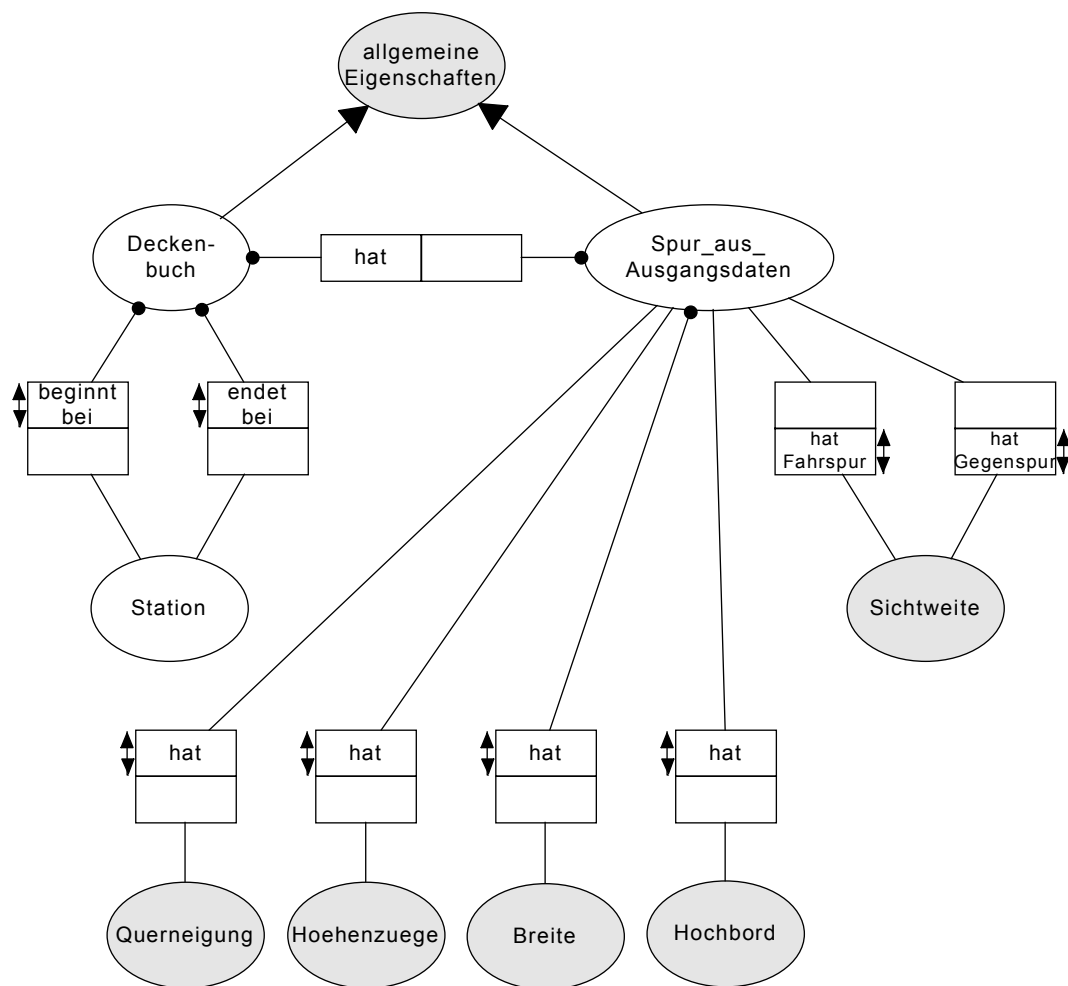 allgemeine
Eigenschaften
Decken-
buch
hat
Spur_aus_
Ausgangsdaten
beginnt
bei
endet
bei
hat
Fahrspur
hat
Gegenspur
Station
Sichtweite
hat
hat
hat
hat
Querneigung
Hoehenzuege
Breite
Hochbord